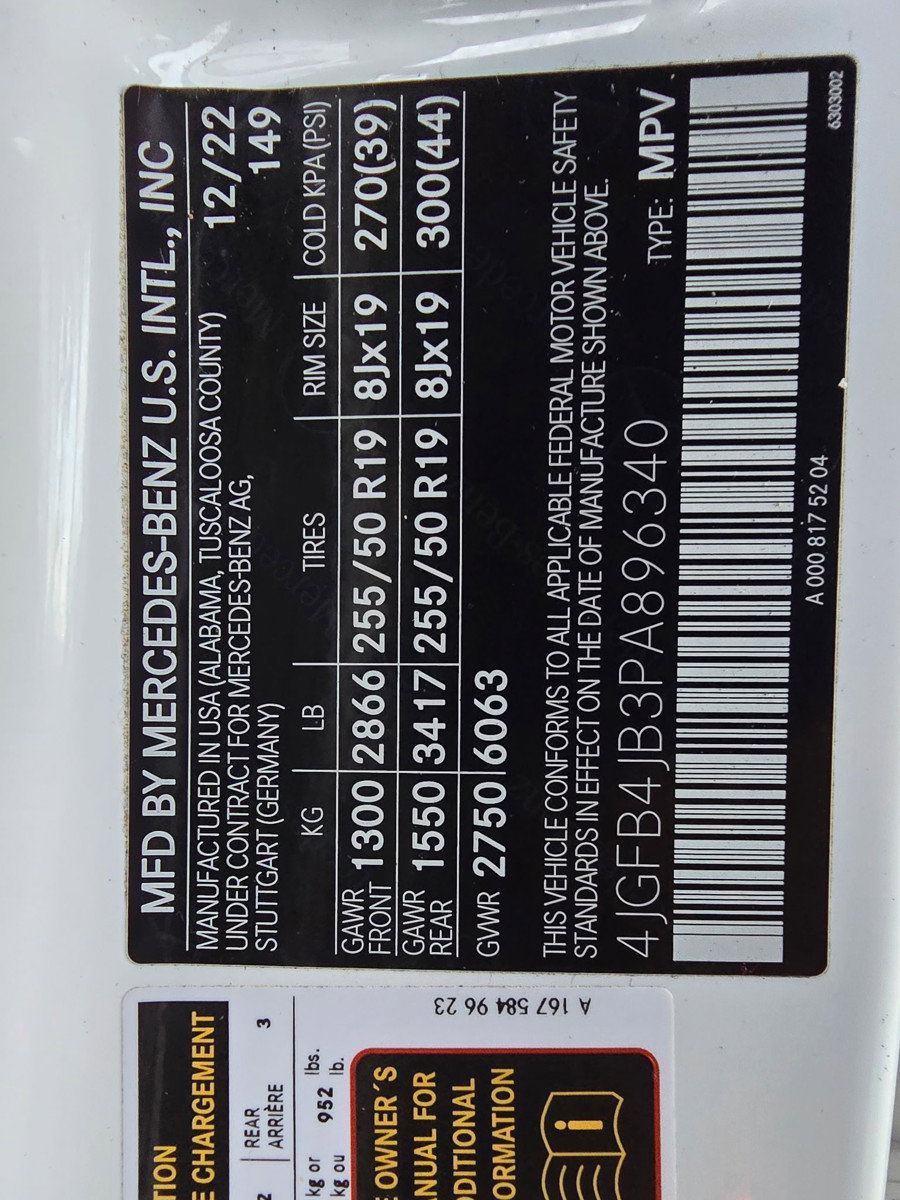 MFD BY MERCEDES-BENZ U.S. INTL., INC
MANUFACTURED IN USA (ALABAMA, TUSCALOOSA COUNTY) 12/22
UNDER CONTRACT FOR MERCEDES-BENZ AG, 149
STUTTGART (GERMANY)
KG LB TIRES RIM SIZE COLD KPA (PSI)
GAWR FRONT 1300 2866 255/50 R19 8Jx19 270(39)
GAWR REAR 1550 3417 255/50 R19 8Jx19 300(44)
GVWR 2750 6063
THIS VEHICLE CONFORMS TO ALL APPLICABLE FEDERAL MOTOR VEHICLE SAFETY
STANDARDS IN EFFECT ON THE DATE OF MANUFACTURE SHOWN ABOVE.
4JGFB4JB3PA896340 TYPE: MPV
A 000 817 52 04
6303002
TION
E CHARGEMENT
2 REAR 3
ARRIÈRE
kg or 952 lbs.
kg ou lb.
A 167 584 96 23
E OWNER´S
ANUAL FOR
DDITIONAL
ORMATION
i